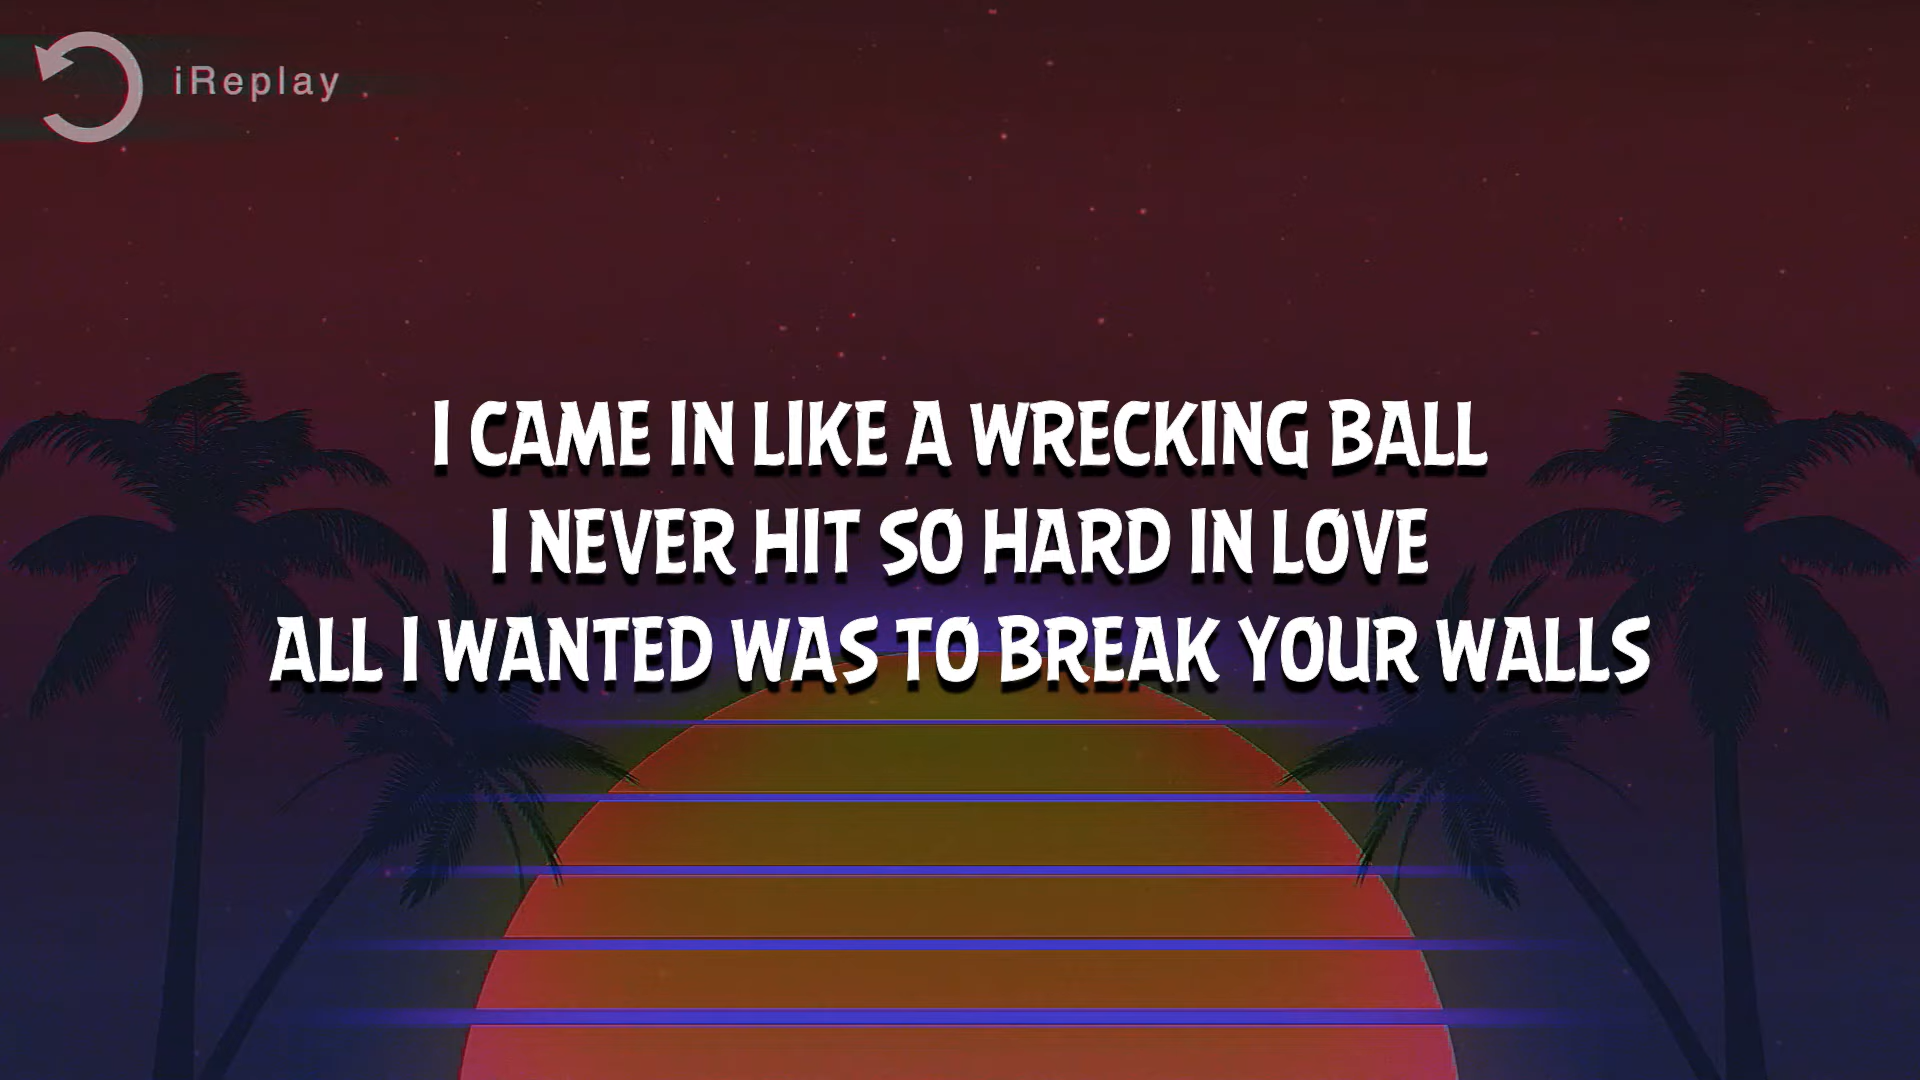 iReplay
I CAME IN LIKE A WRECKING BALL
I NEVER HIT SO HARD IN LOVE
ALL I WANTED WAS TO BREAK YOUR WALLS